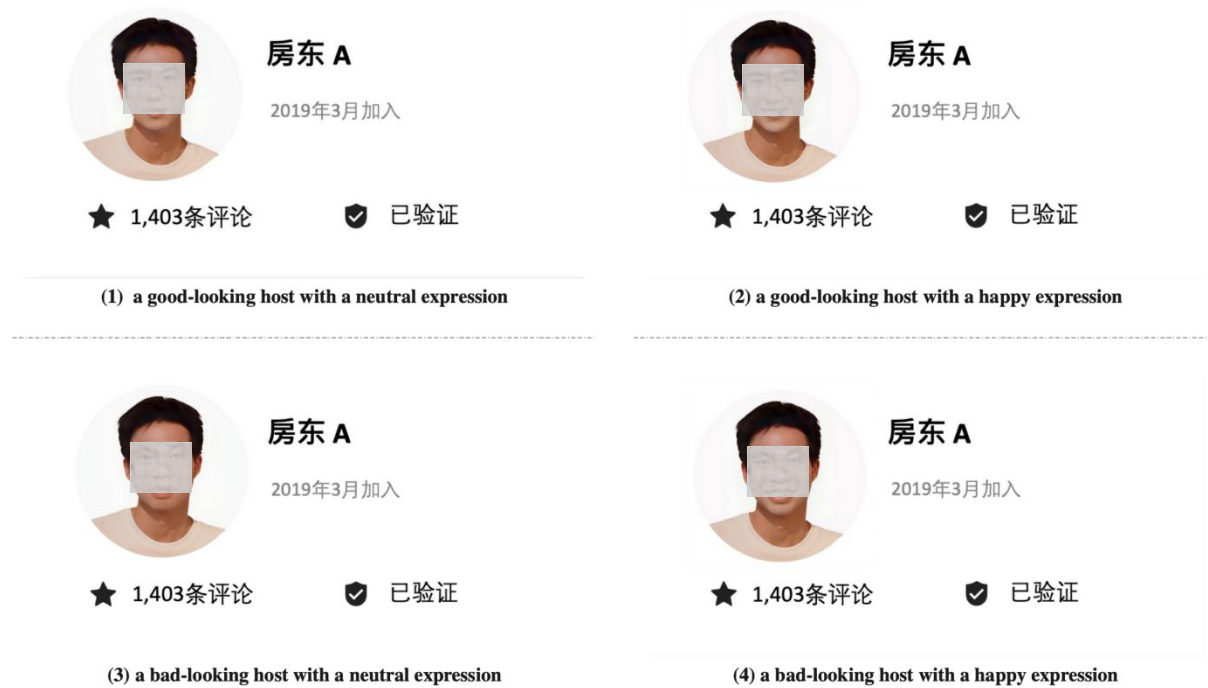 房东 A
2019年3月加入
1,403条评论
已验证
(1) a good-looking host with a neutral expression
房东 A
2019年3月加入
1,403条评论
已验证
(2) a good-looking host with a happy expression
房东 A
2019年3月加入
1,403条评论
已验证
(3) a bad-looking host with a neutral expression
房东 A
2019年3月加入
1,403条评论
已验证
(4) a bad-looking host with a happy expression